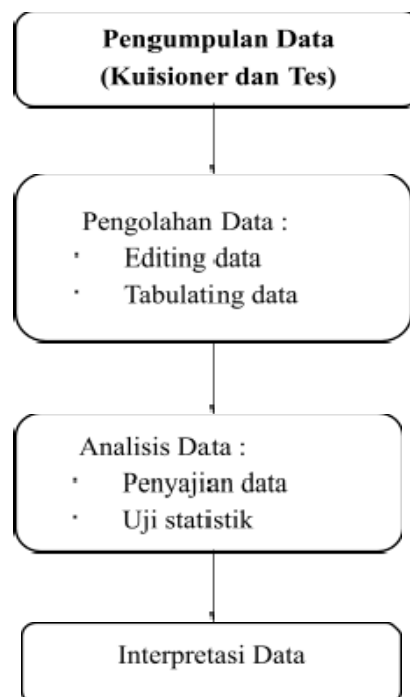 Pengumpulan Data
(Kuisioner dan Tes)
Pengolahan Data :
· Editing data
· Tabulating data
Analisis Data :
· Penyajian data
· Uji statistik
Interpretasi Data